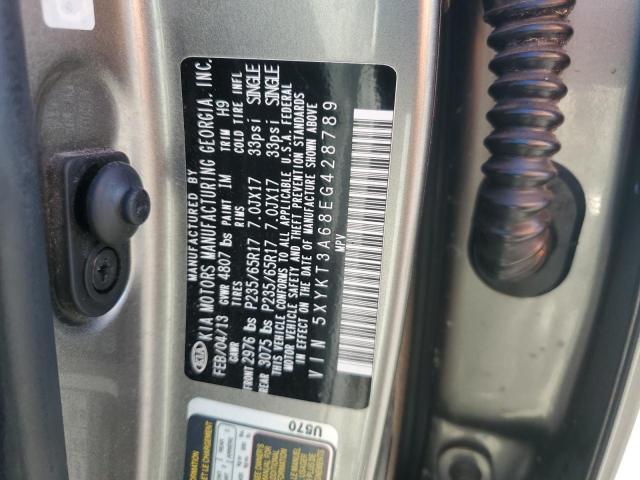 MANUFACTURED BY
KIA KIA MOTORS MANUFACTURING GEORGIA, INC.
FEB/04/13 GVWR 4807 lbs PAINT 1M TRIM H9
GAWR TIRES RIMS COLD TIRE INFL
FRONT 2976 lbs P235/65R17 7.0JX17 33psi SINGLE
REAR 3075 lbs P235/65R17 7.0JX17 33psi SINGLE
THIS VEHICLE CONFORMS TO ALL APPLICABLE U.S.A. FEDERAL
MOTOR VEHICLE SAFETY AND THEFT PREVENTION STANDARDS
IN EFFECT ON THE DATE OF MANUFACTURE SHOWN ABOVE
VIN 5XYKT3A68EG428789
MPV
U570